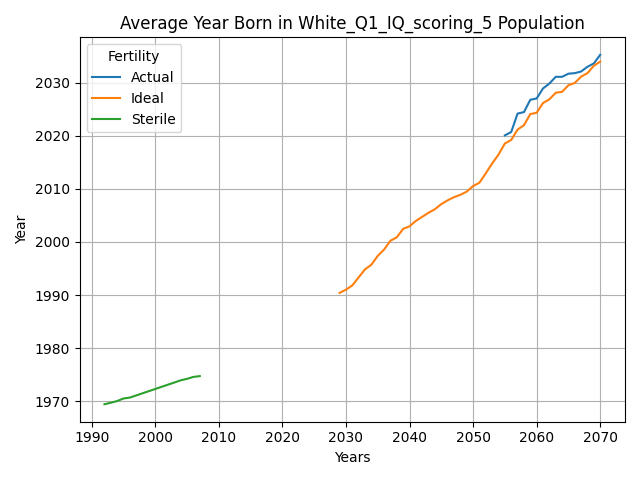 Average Year Born in White_Q1_IQ_scoring_5 Population
Fertility
Actual
Ideal
Sterile
Year
2030
2020
2010
2000
1990
1980
1970
1990 2000 2010 2020 2030 2040 2050 2060 2070
Years